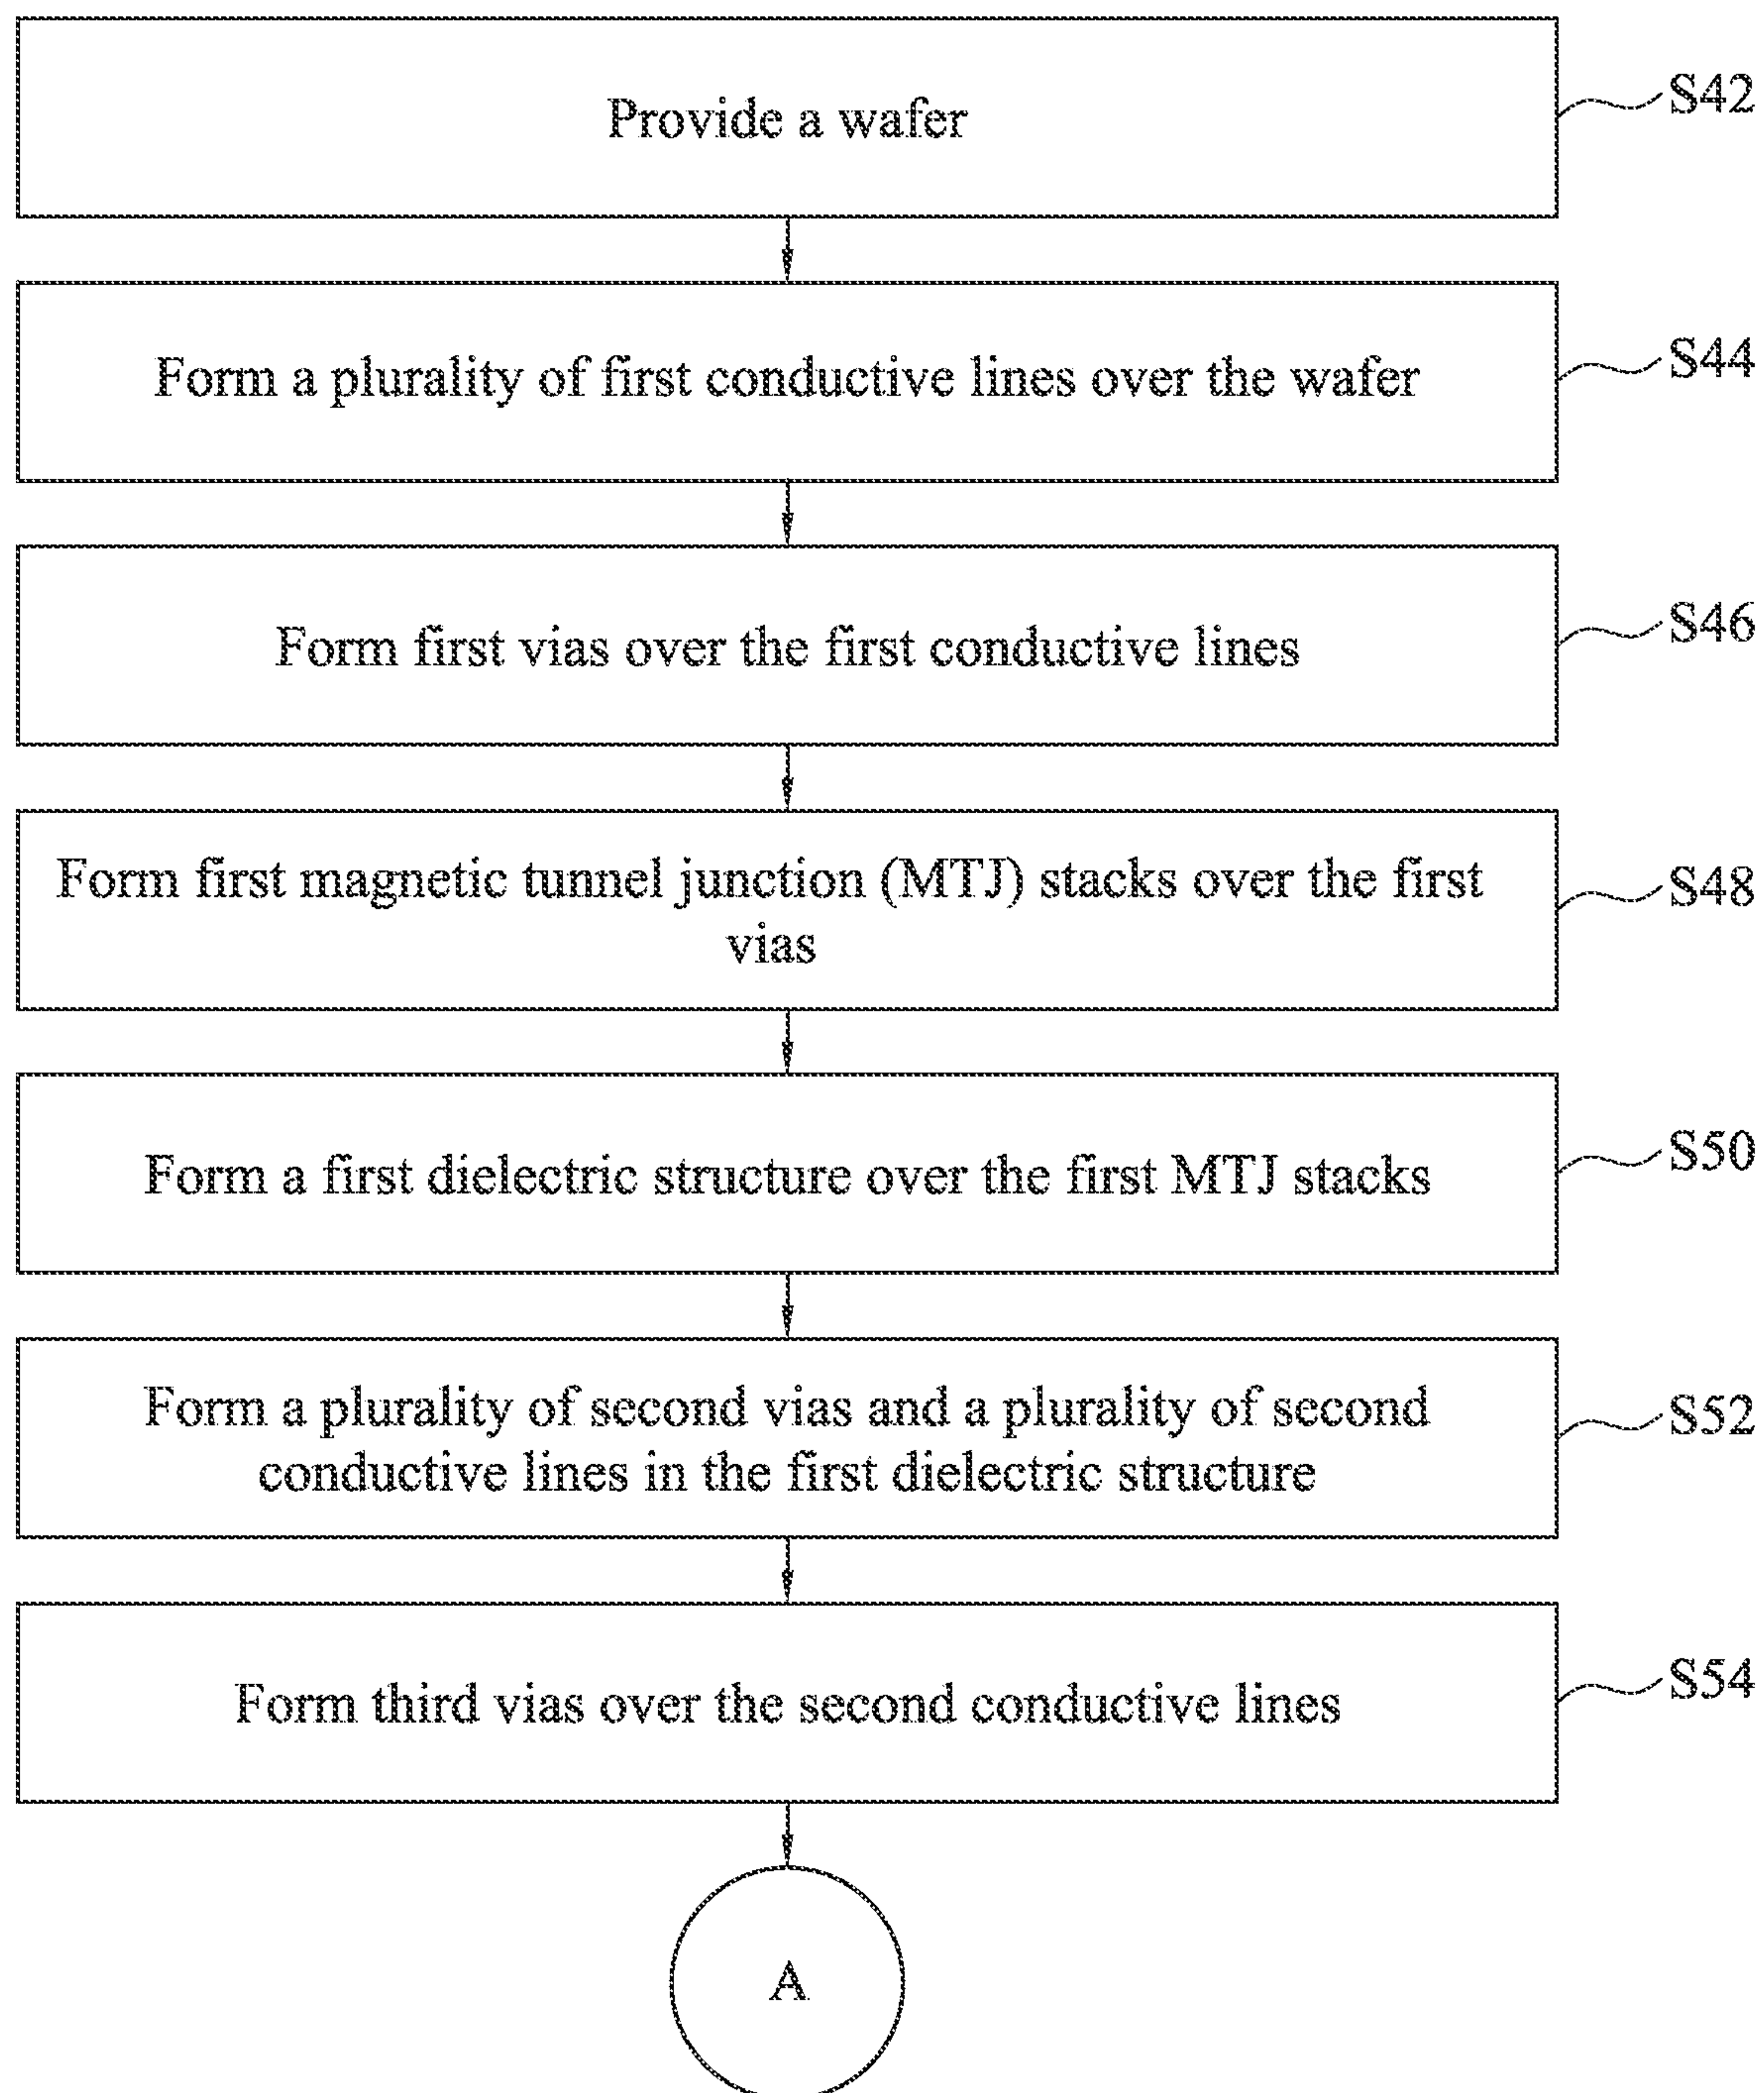 Provide a wafer
S42
Form a plurality of first conductive lines over the wafer
S44
Form first vias over the first conductive lines
S46
Form first magnetic tunnel junction (MTJ) stacks over the first
vias
S48
Form a first dielectric structure over the first MTJ stacks
S50
Form a plurality of second vias and a plurality of second
conductive lines in the first dielectric structure
S52
Form third vias over the second conductive lines
S54
A